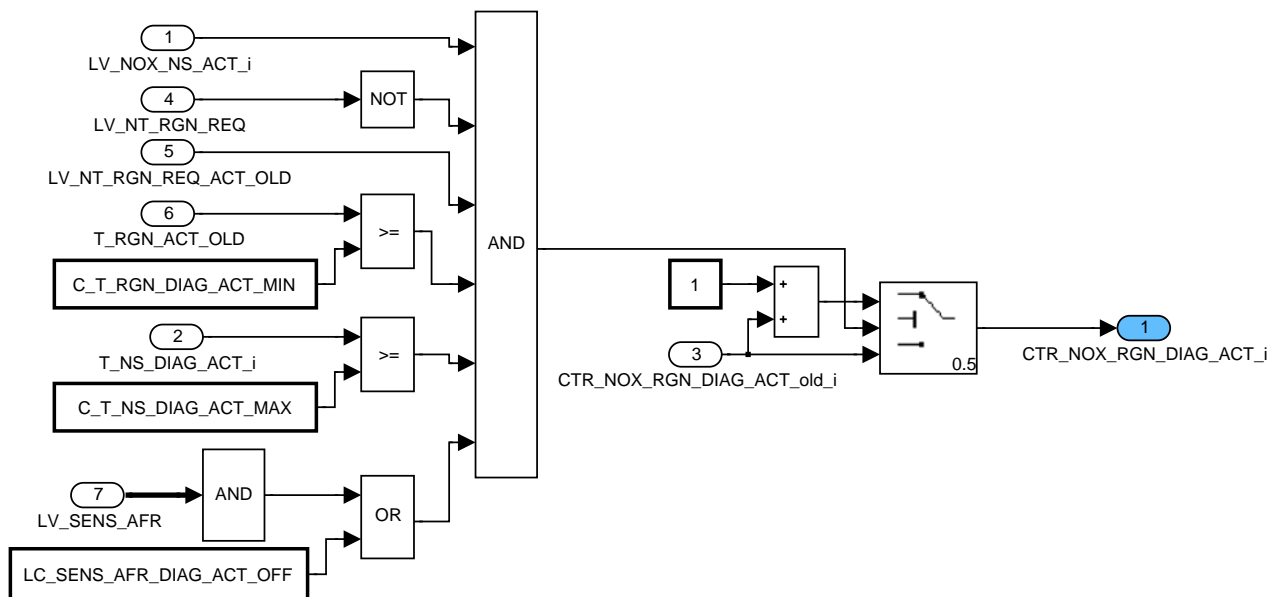 1
LV_NOX_NS_ACT_i
4
NOT
LV_NT_RGN_REQ
5
LV_NT_RGN_REQ_ACT_OLD
6
T_RGN_ACT_OLD
>=
C_T_RGN_DIAG_ACT_MIN
2
T_NS_DIAG_ACT_i
>=
C_T_NS_DIAG_ACT_MAX
7
LV_SENS_AFR
AND
OR
LC_SENS_AFR_DIAG_ACT_OFF
AND
1
+
+
3
CTR_NOX_RGN_DIAG_ACT_old_i
0.5
1
CTR_NOX_RGN_DIAG_ACT_i